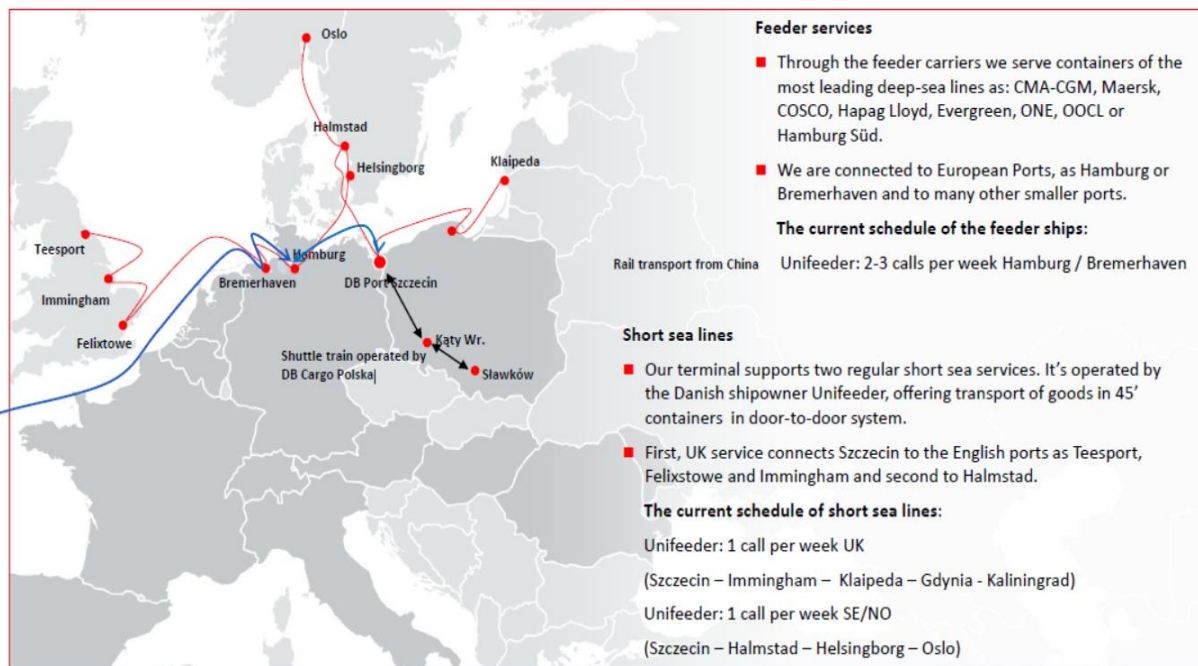 Oslo
Halmstad
Helsingborg
Klaipeda
Teesport
Hamburg
Immingham
Bremerhaven
DB Port Szczecin
Felixtowe
Kąty Wr.
Shuttle train operated by
DB Cargo Polska
Sławków
Feeder services
Through the feeder carriers we serve containers of the
most leading deep-sea lines as: CMA-CGM, Maersk,
COSCO, Hapag Lloyd, Evergreen, ONE, OOCL or
Hamburg Süd.
We are connected to European Ports, as Hamburg or
Bremerhaven and to many other smaller ports.
The current schedule of the feeder ships:
Rail transport from China
Unifeeder: 2-3 calls per week Hamburg / Bremerhaven
Short sea lines
Our terminal supports two regular short sea services. It's operated by
the Danish shipowner Unifeeder, offering transport of goods in 45'
containers in door-to-door system.
First, UK service connects Szczecin to the English ports as Teesport,
Felixstowe and Immingham and second to Halmstad.
The current schedule of short sea lines:
Unifeeder: 1 call per week UK
(Szczecin – Immingham – Klaipeda – Gdynia - Kaliningrad)
Unifeeder: 1 call per week SE/NO
(Szczecin – Halmstad – Helsingborg – Oslo)